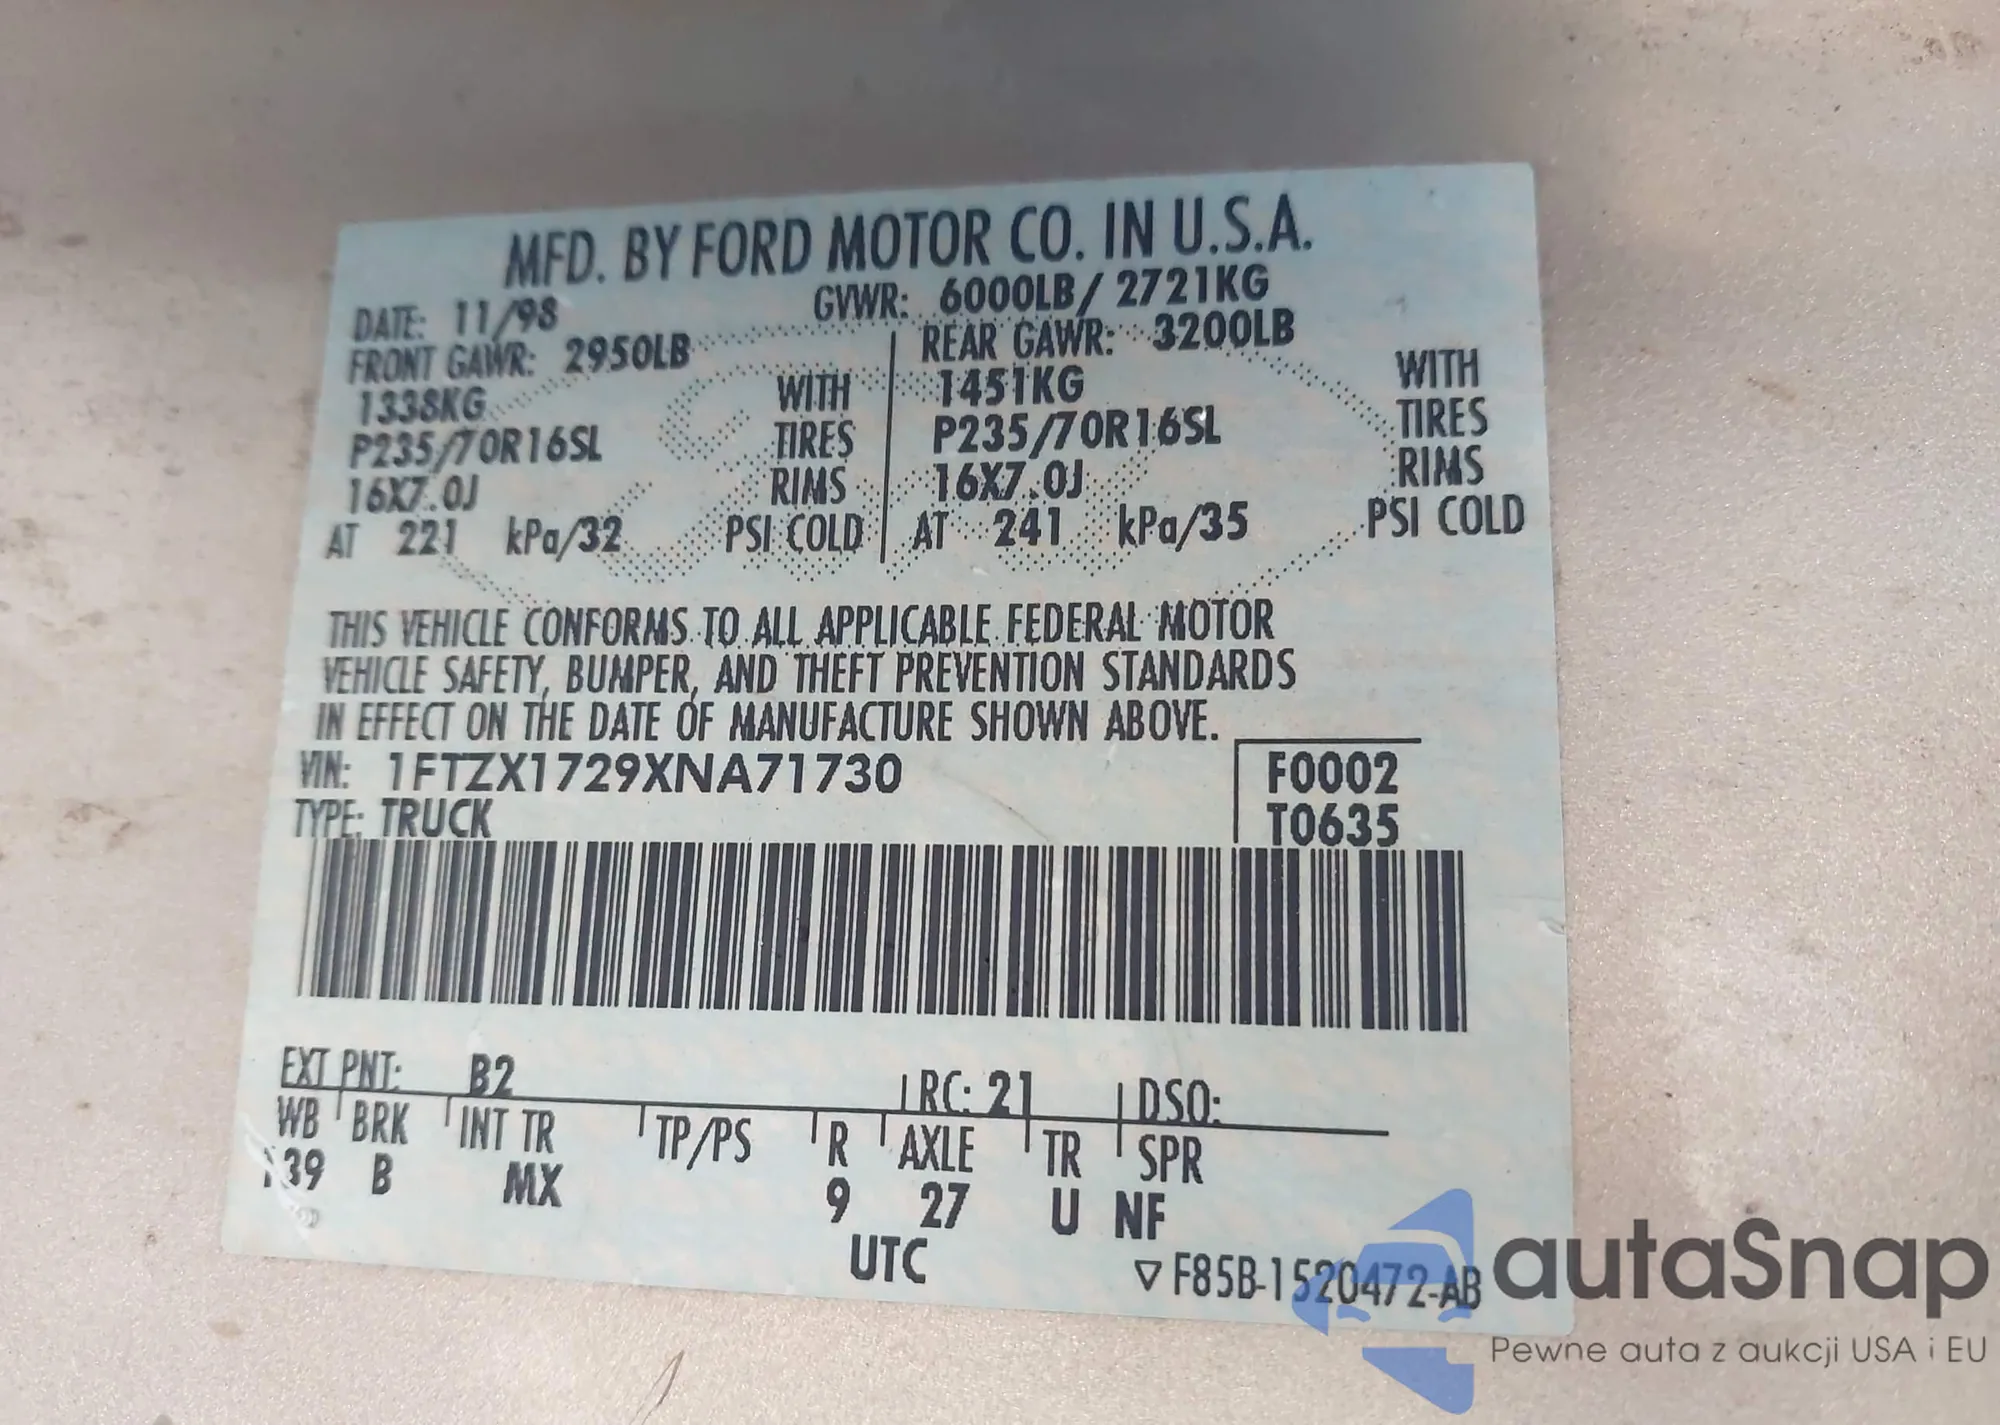 MFD. BY FORD MOTOR CO. IN U.S.A.
DATE: 11/98 GVWR: 6000LB/ 2721KG
FRONT GAWR: 2950LB REAR GAWR: 3200LB
1338KG WITH 1451KG WITH
P235/70R16SL TIRES P235/70R16SL TIRES
16X7.0J RIMS 16X7.0J RIMS
AT 221 kPa/32 PSI COLD AT 241 kPa/35 PSI COLD
THIS VEHICLE CONFORMS TO ALL APPLICABLE FEDERAL MOTOR
VEHICLE SAFETY, BUMPER, AND THEFT PREVENTION STANDARDS
IN EFFECT ON THE DATE OF MANUFACTURE SHOWN ABOVE.
VIN: 1FTZX1729XNA71730 F0002
TYPE: TRUCK T0635
EXT PNT: B2 RC: 21 DSO:
WB BRK INT TR TP/PS R AXLE TR SPR
139 B MX 9 27 U NF
UTC
▽ F85B-1520472-AB
autaSnap
Pewne auta z aukcji USA i EU